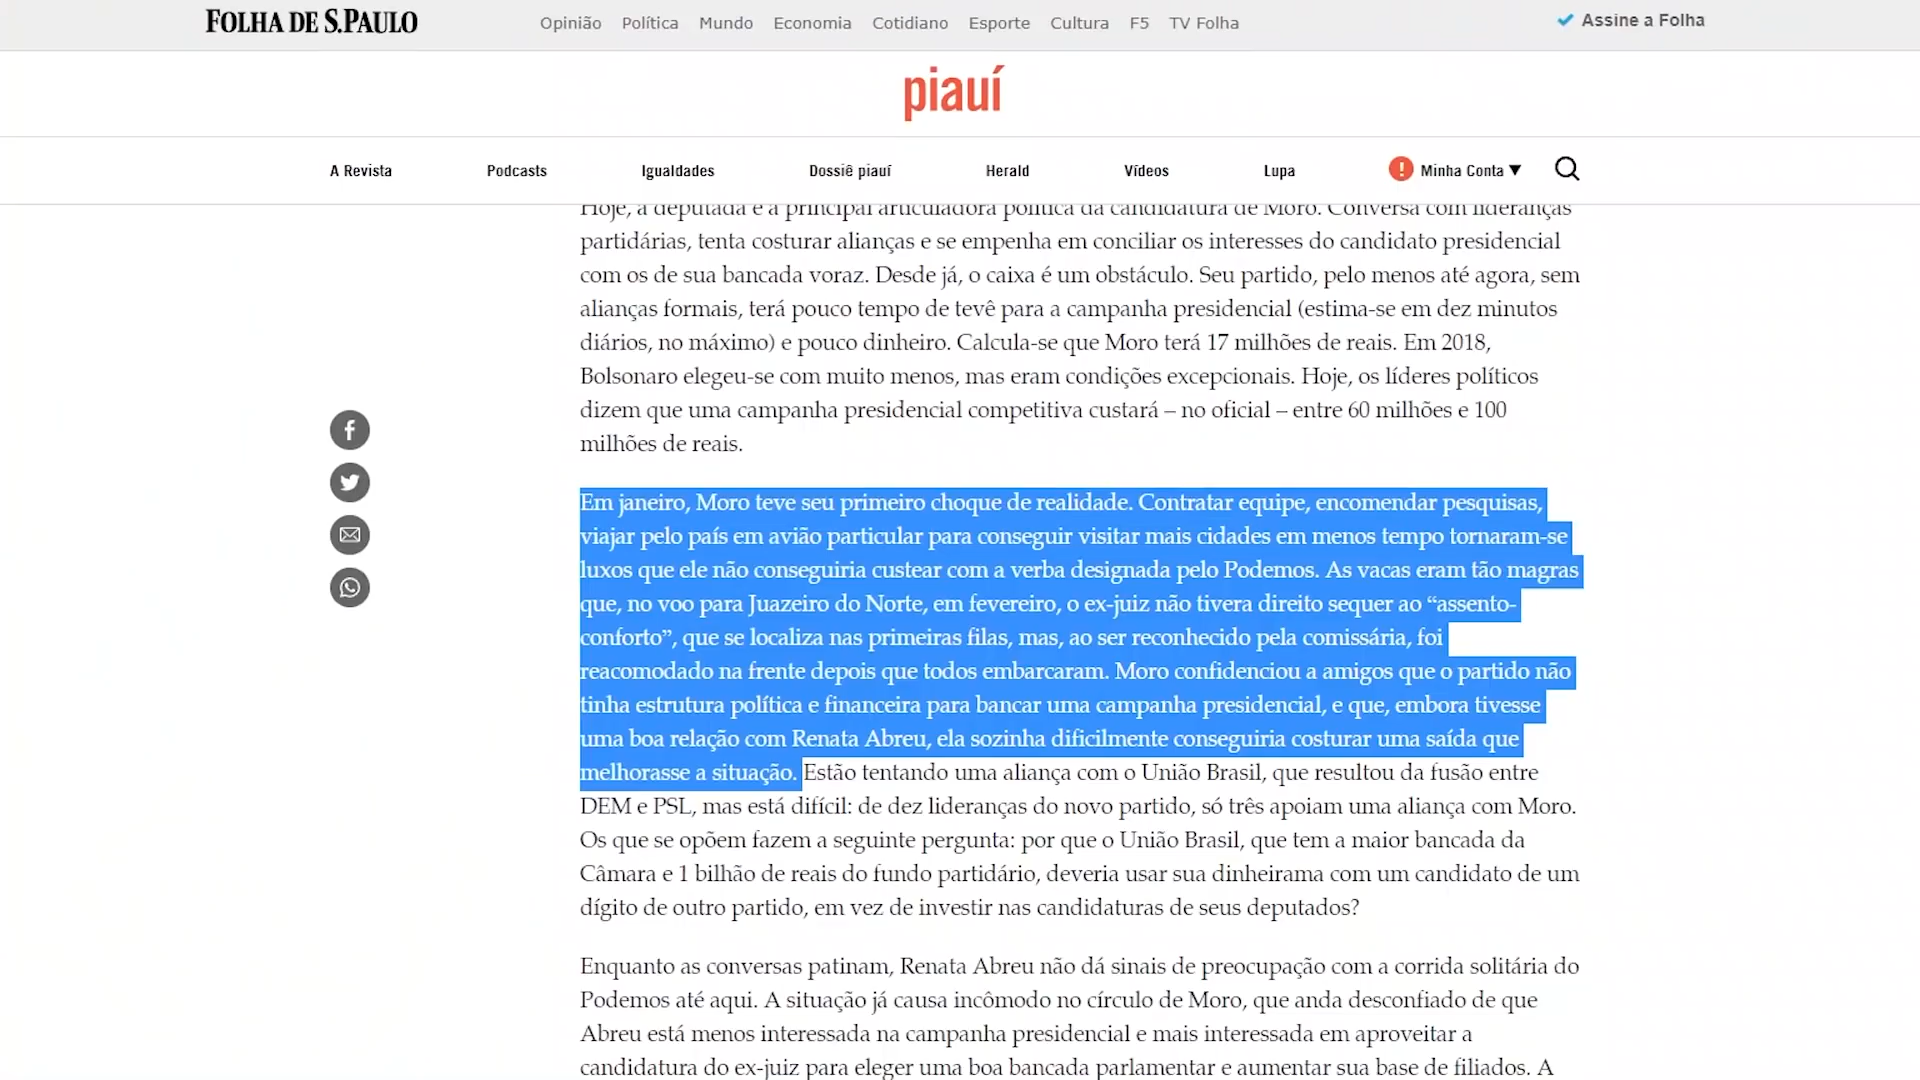 FOLHA DE S.PAULO
Opinião Política Mundo Economia Cotidiano Esporte Cultura F5 TV Folha
Assine a Folha
piauí
A Revista Podcasts Igualdades Dossiê piauí Herald Vídeos Lupa Minha Conta ▼
Hoje, a deputada é a principal articuladora política da candidatura de Moro. Conversa com lideranças
partidárias, tenta costurar alianças e se empenha em conciliar os interesses do candidato presidencial
com os de sua bancada voraz. Desde já, o caixa é um obstáculo. Seu partido, pelo menos até agora, sem
alianças formais, terá pouco tempo de tevê para a campanha presidencial (estima-se em dez minutos
diários, no máximo) e pouco dinheiro. Calcula-se que Moro terá 17 milhões de reais. Em 2018,
Bolsonaro elegeu-se com muito menos, mas eram condições excepcionais. Hoje, os líderes políticos
dizem que uma campanha presidencial competitiva custará – no oficial – entre 60 milhões e 100
milhões de reais.
Em janeiro, Moro teve seu primeiro choque de realidade. Contratar equipe, encomendar pesquisas,
viajar pelo país em avião particular para conseguir visitar mais cidades em menos tempo tornaram-se
luxos que ele não conseguiria custear com a verba designada pelo Podemos. As vacas eram tão magras
que, no voo para Juazeiro do Norte, em fevereiro, o ex-juiz não tivera direito sequer ao “assento-
conforto”, que se localiza nas primeiras filas, mas, ao ser reconhecido pela comissária, foi
reacomodado na frente depois que todos embarcaram. Moro confidenciou a amigos que o partido não
tinha estrutura política e financeira para bancar uma campanha presidencial, e que, embora tivesse
uma boa relação com Renata Abreu, ela sozinha dificilmente conseguiria costurar uma saída que
melhorasse a situação. Estão tentando uma aliança com o União Brasil, que resultou da fusão entre
DEM e PSL, mas está difícil: de dez lideranças do novo partido, só três apoiam uma aliança com Moro.
Os que se opõem fazem a seguinte pergunta: por que o União Brasil, que tem a maior bancada da
Câmara e 1 bilhão de reais do fundo partidário, deveria usar sua dinheirama com um candidato de um
dígito de outro partido, em vez de investir nas candidaturas de seus deputados?
Enquanto as conversas patinam, Renata Abreu não dá sinais de preocupação com a corrida solitária do
Podemos até aqui. A situação já causa incômodo no círculo de Moro, que anda desconfiado de que
Abreu está menos interessada na campanha presidencial e mais interessada em aproveitar a
candidatura do ex-juiz para eleger uma boa bancada parlamentar e aumentar sua base de filiados. A